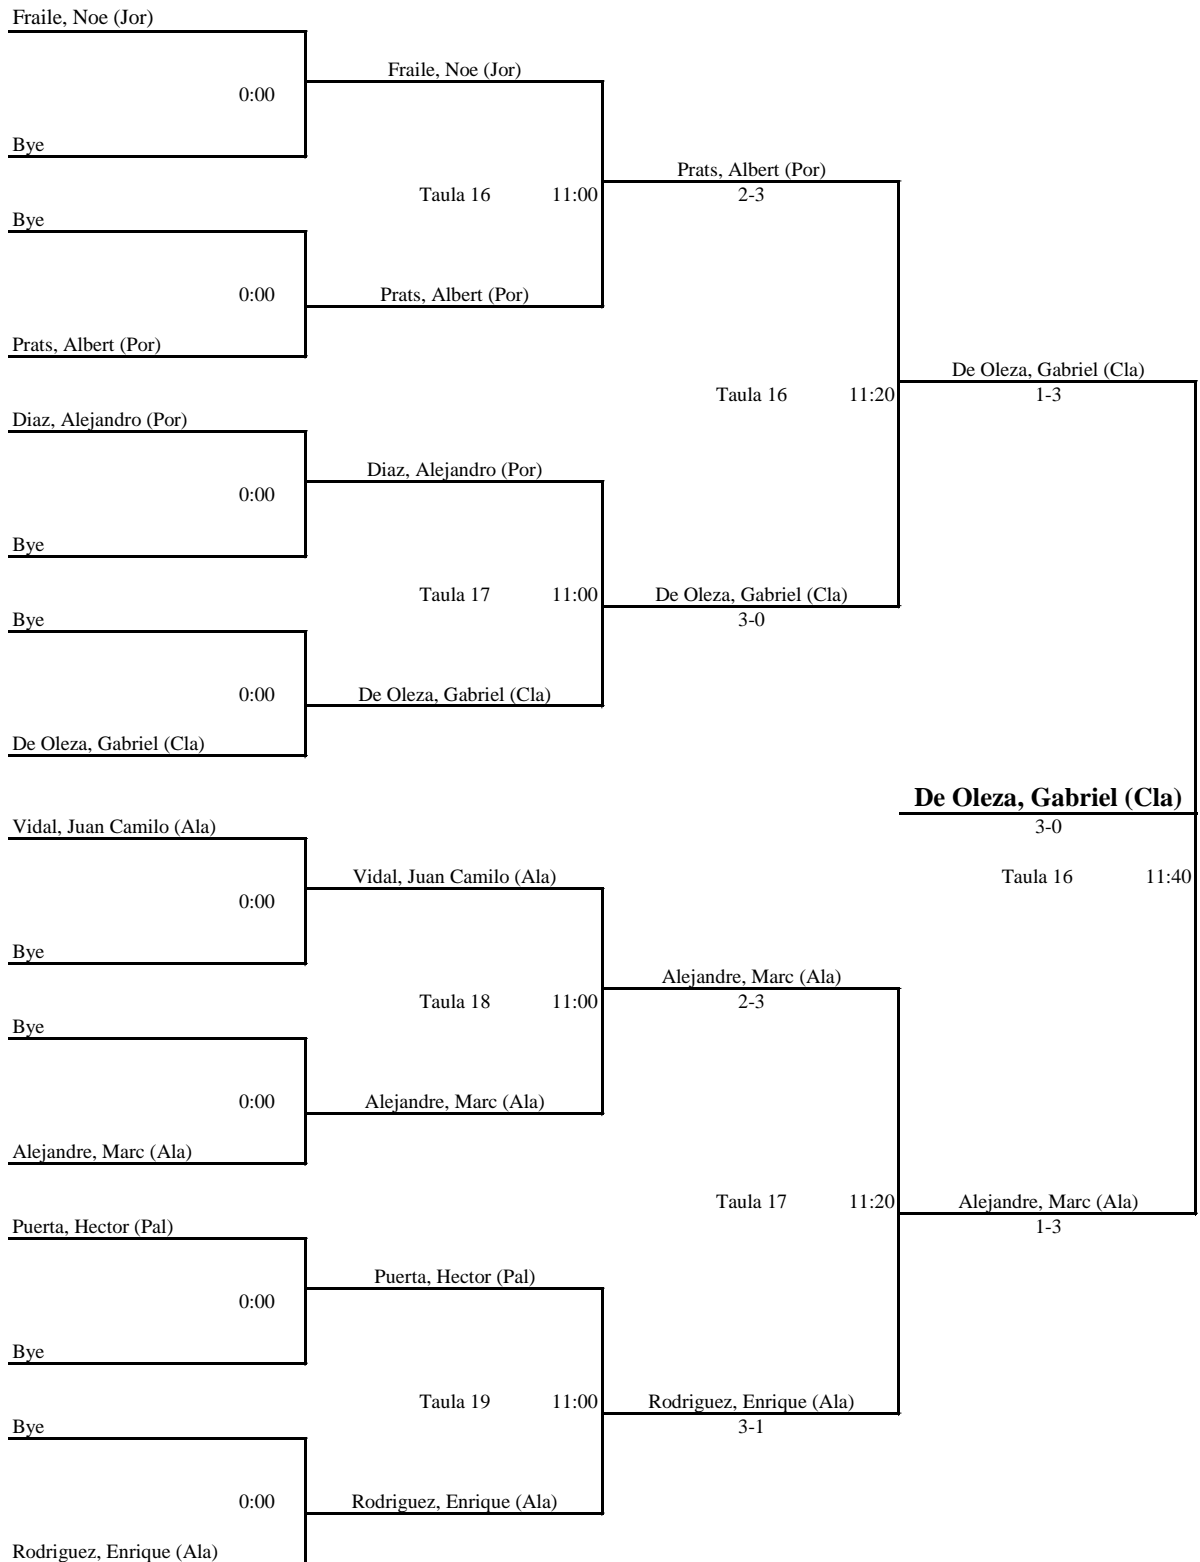 Fraile, Noe (Jor)
Fraile, Noe (Jor)
0:00
Bye
Prats, Albert (Por)
Taula 16 11:00 2-3
Bye
0:00 Prats, Albert (Por)
Prats, Albert (Por)
De Oleza, Gabriel (Cla)
Taula 16 11:20 1-3
Diaz, Alejandro (Por)
Diaz, Alejandro (Por)
0:00
Bye
Taula 17 11:00 De Oleza, Gabriel (Cla)
Bye 3-0
0:00 De Oleza, Gabriel (Cla)
De Oleza, Gabriel (Cla)
De Oleza, Gabriel (Cla)
Vidal, Juan Camilo (Ala) 3-0
Vidal, Juan Camilo (Ala) Taula 16 11:40
0:00
Bye
Alejandre, Marc (Ala)
Taula 18 11:00 2-3
Bye
0:00 Alejandre, Marc (Ala)
Alejandre, Marc (Ala)
Taula 17 11:20 Alejandre, Marc (Ala)
Puerta, Hector (Pal) 1-3
Puerta, Hector (Pal)
0:00
Bye
Taula 19 11:00 Rodriguez, Enrique (Ala)
Bye 3-1
0:00 Rodriguez, Enrique (Ala)
Rodriguez, Enrique (Ala)